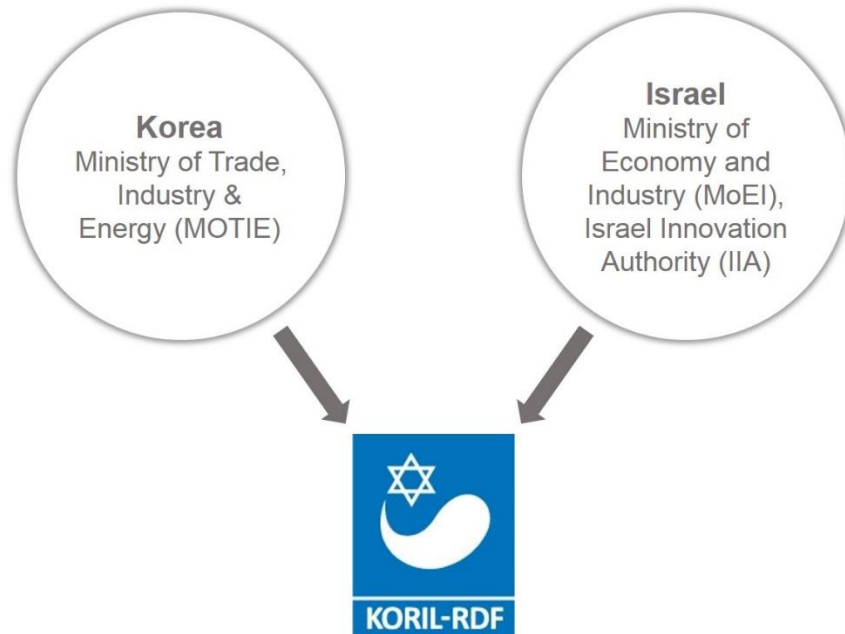 Korea
Ministry of Trade,
Industry &
Energy (MOTIE)
Israel
Ministry of
Economy and
Industry (MoEI),
Israel Innovation
Authority (IIA)
KORIL-RDF